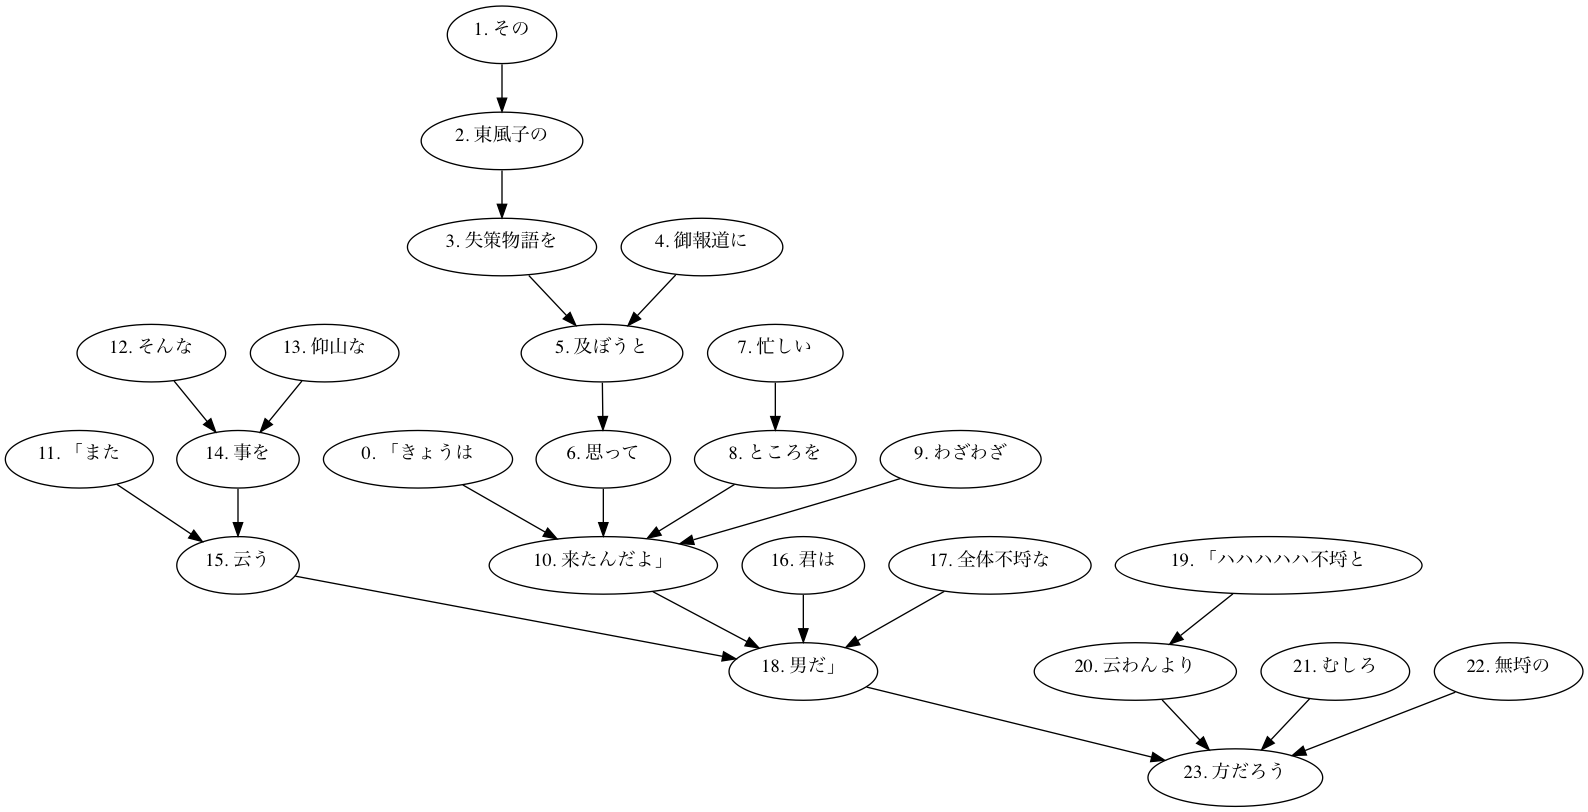 1. その
2. 東風子の
3. 失策物語を
4. 御報道に
12. そんな
13. 仰山な
5. 及ぼうと
7. 忙しい
11. 「また
14. 事を
0. 「きょうは
6. 思って
8. ところを
9. わざわざ
15. 云う
10. 来たんだよ」
16. 君は
17. 全体不埒な
19. 「ハハハハハ不埒と
18. 男だ」
20. 云わんより
21. むしろ
22. 無埒の
23. 方だろう